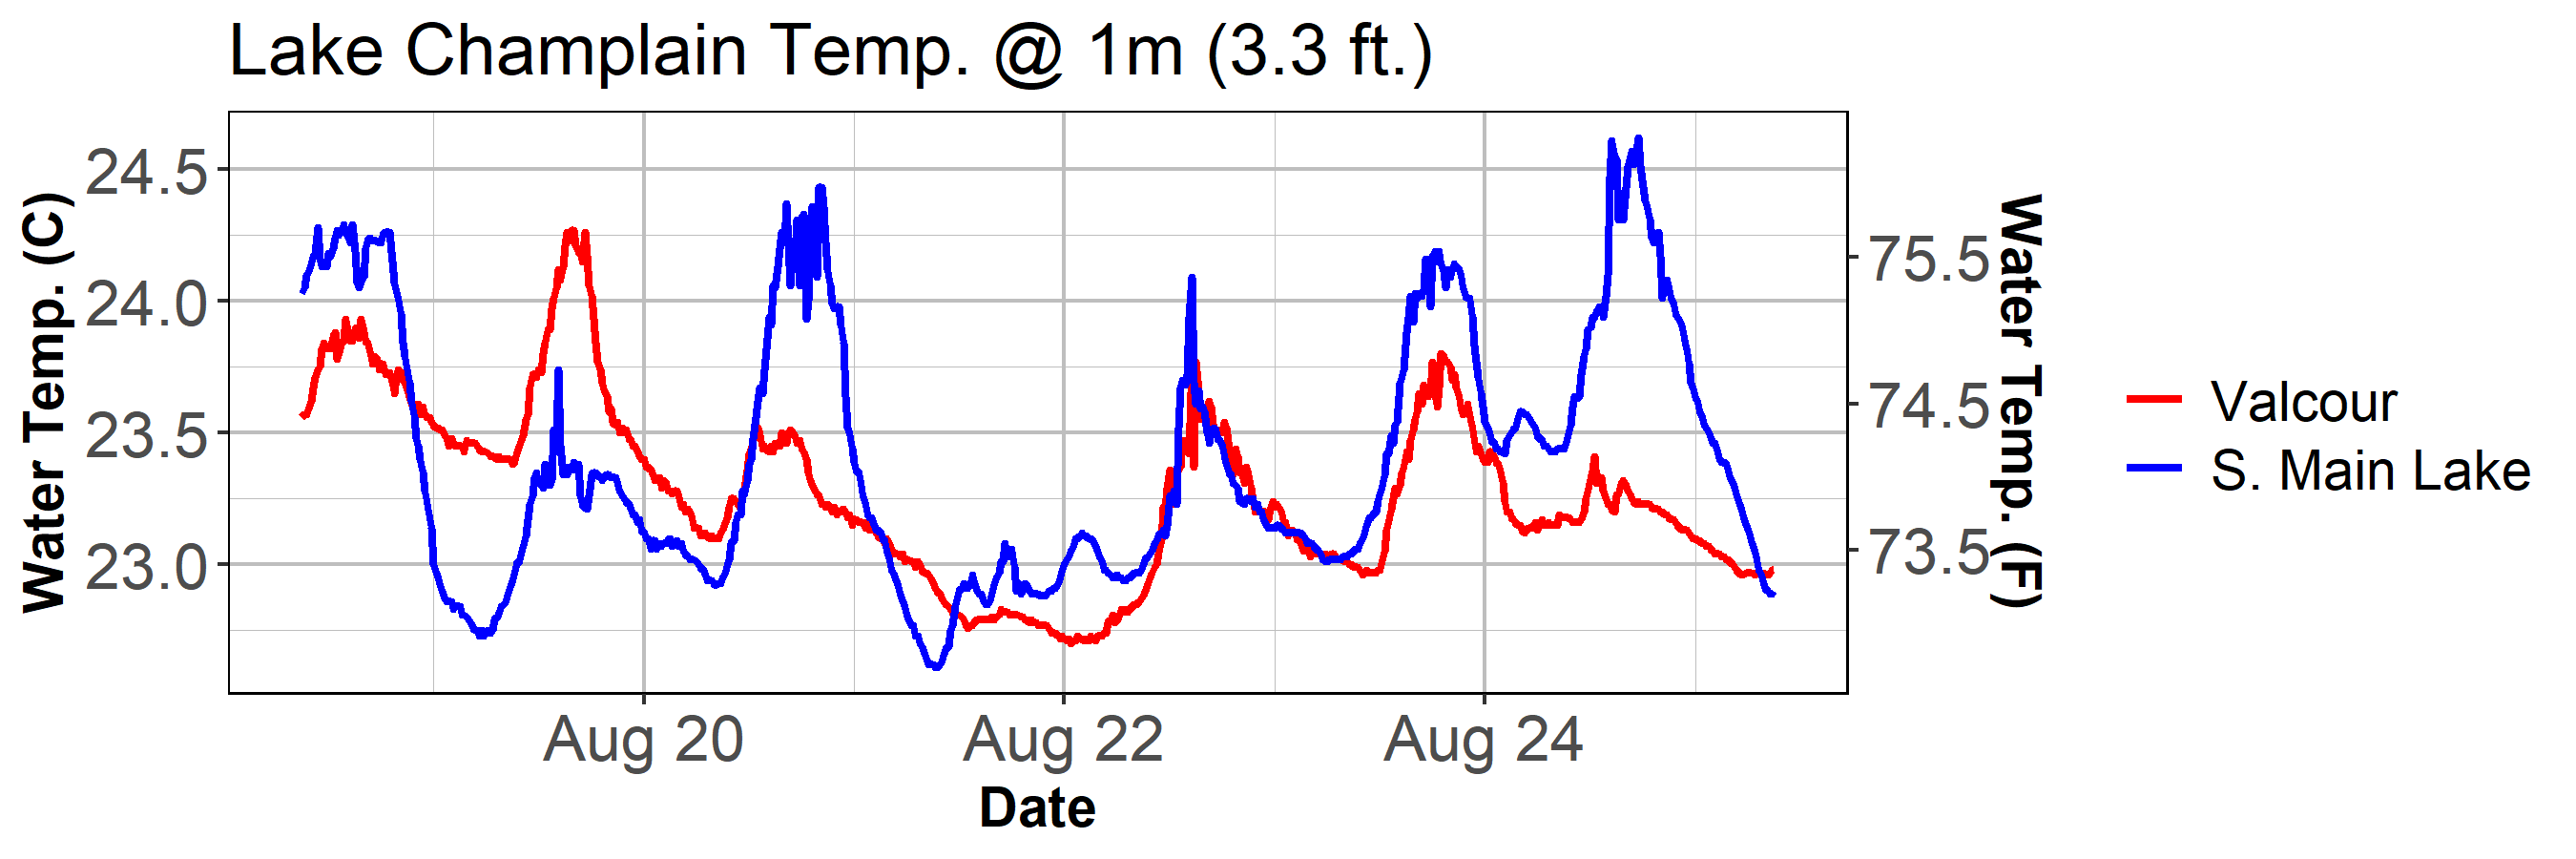 Lake Champlain Temp. @ 1m (3.3 ft.)
Water Temp. (C)
24.5
24.0
23.5
23.0
75.5
74.5
73.5
Water Temp. (F)
Aug 20
Aug 22
Aug 24
Date
Valcour
S. Main Lake